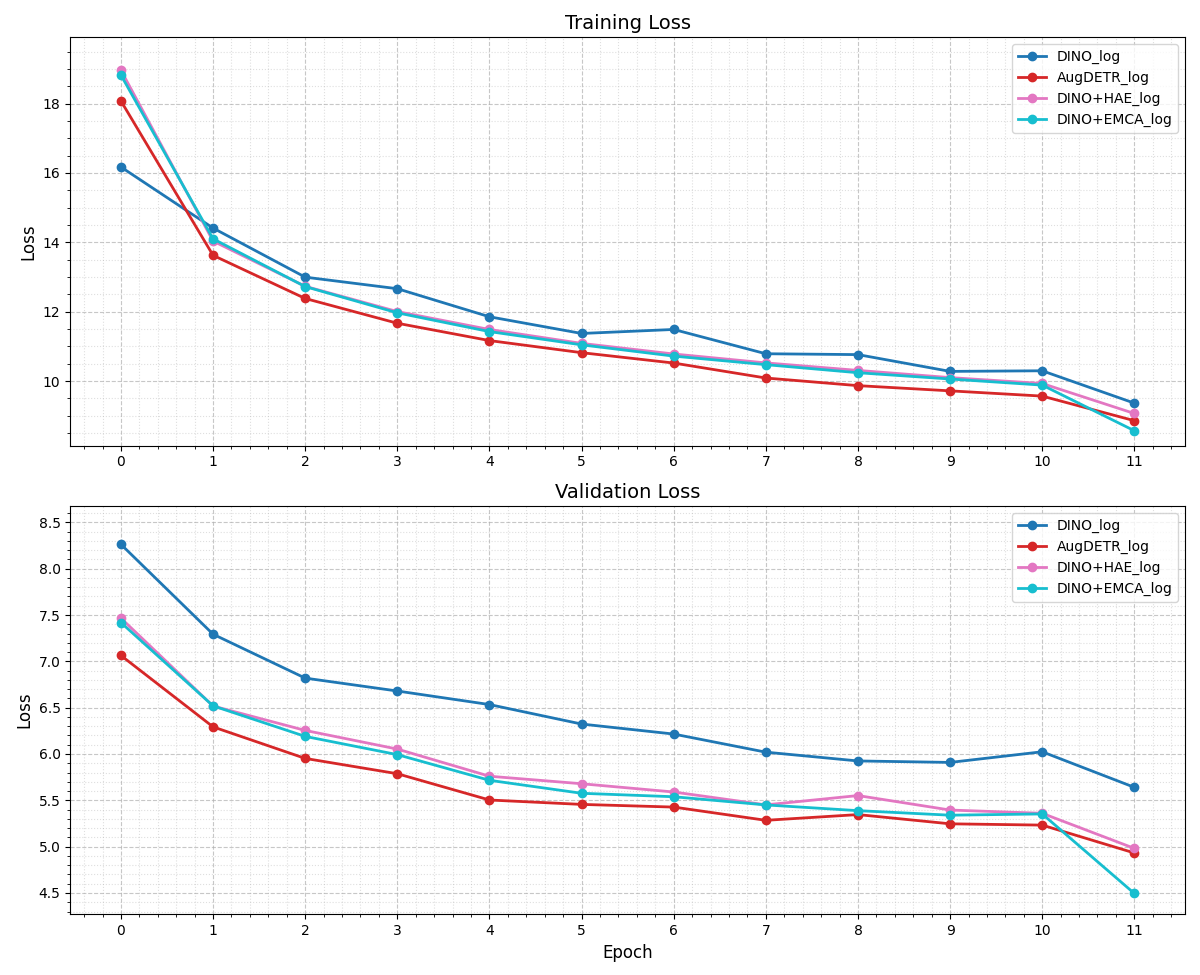 Training Loss
DINO_log
AugDETR_log
DINO+HAE_log
DINO+EMCA_log
18
16
14
12
10
Loss
0 1 2 3 4 5 6 7 8 9 10 11
Validation Loss
DINO_log
AugDETR_log
DINO+HAE_log
DINO+EMCA_log
8.5
8.0
7.5
7.0
6.5
6.0
5.5
5.0
4.5
Loss
0 1 2 3 4 5 6 7 8 9 10 11
Epoch